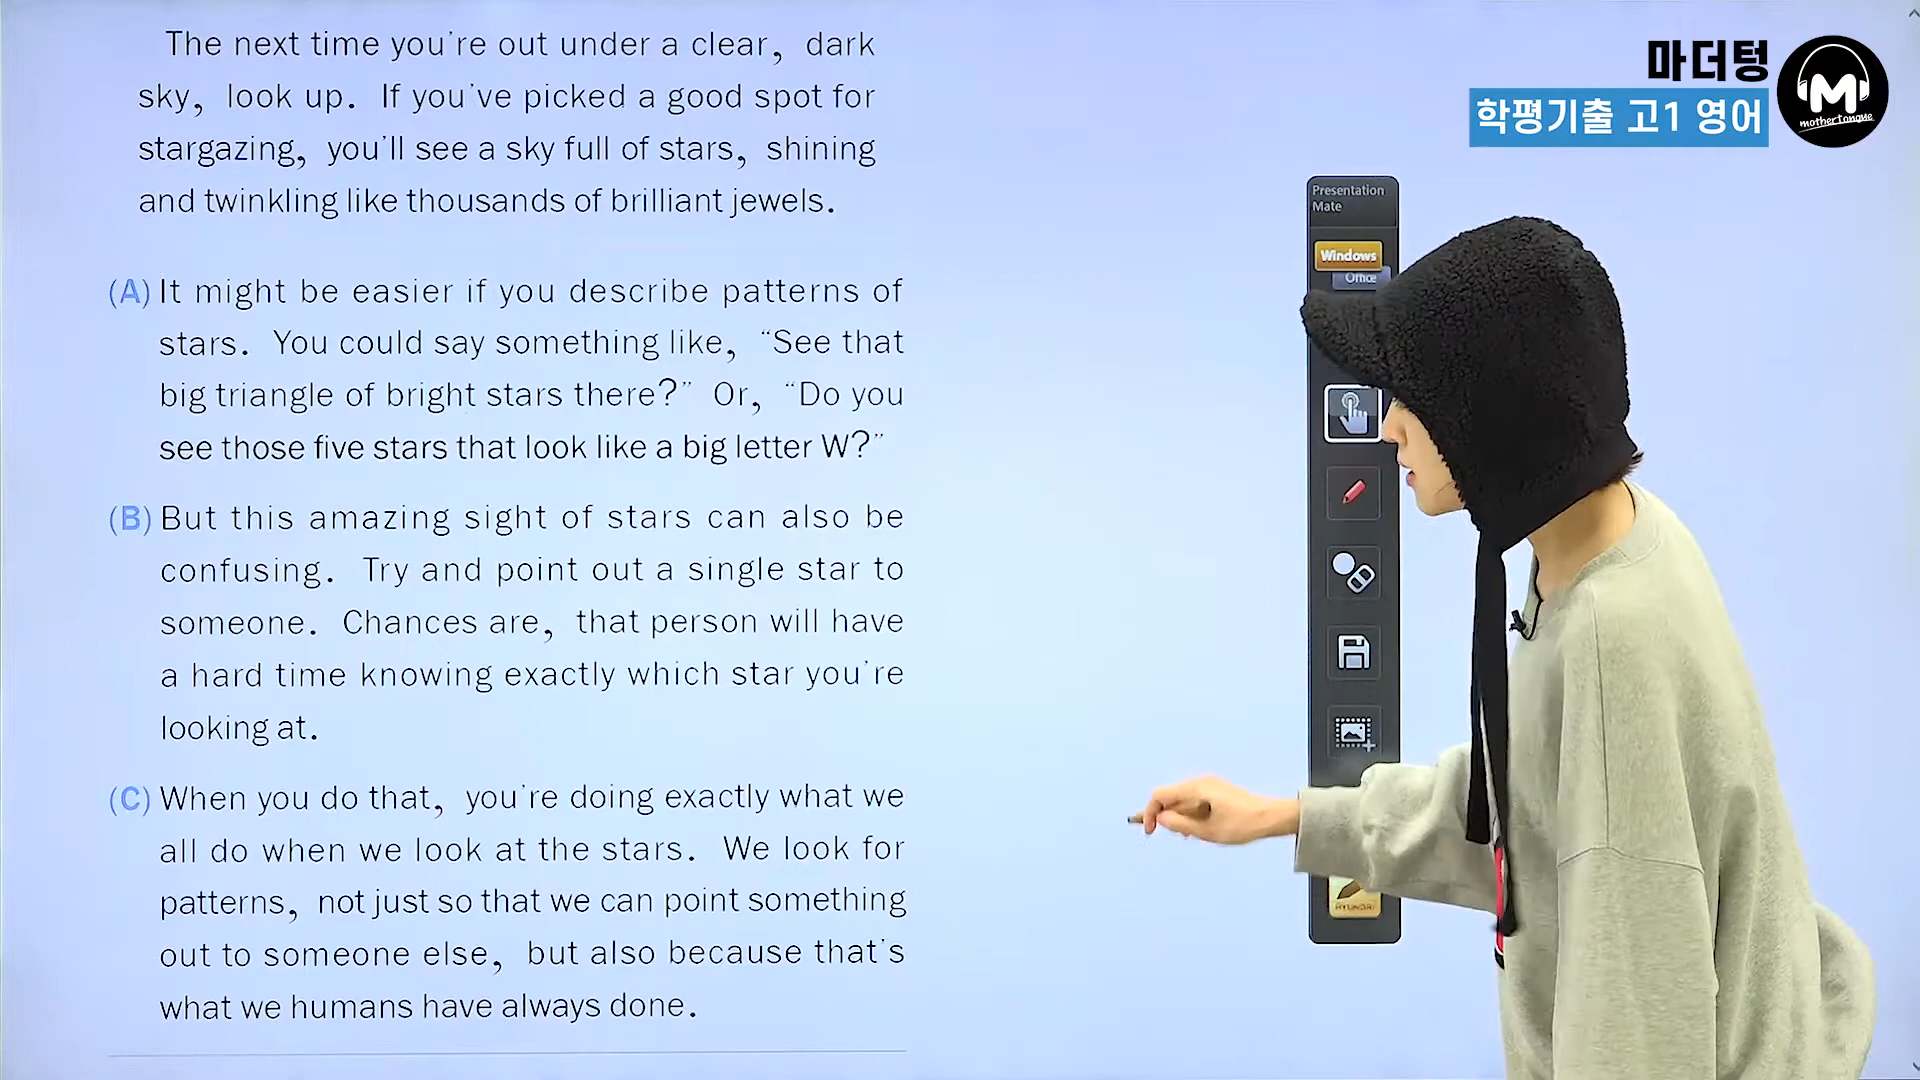 The next time you're out under a clear, dark
sky, look up. If you've picked a good spot for
stargazing, you'll see a sky full of stars, shining
and twinkling like thousands of brilliant jewels.
(A) It might be easier if you describe patterns of
stars. You could say something like, “See that
big triangle of bright stars there?” Or, “Do you
see those five stars that look like a big letter W?”
(B) But this amazing sight of stars can also be
confusing. Try and point out a single star to
someone. Chances are, that person will have
a hard time knowing exactly which star you're
looking at.
(C) When you do that, you're doing exactly what we
all do when we look at the stars. We look for
patterns, not just so that we can point something
out to someone else, but also because that's
what we humans have always done.
마더텅
학평기출 고1 영어
M
mothertongue
Presentation
Mate
Windows
Office
HYUNDAI